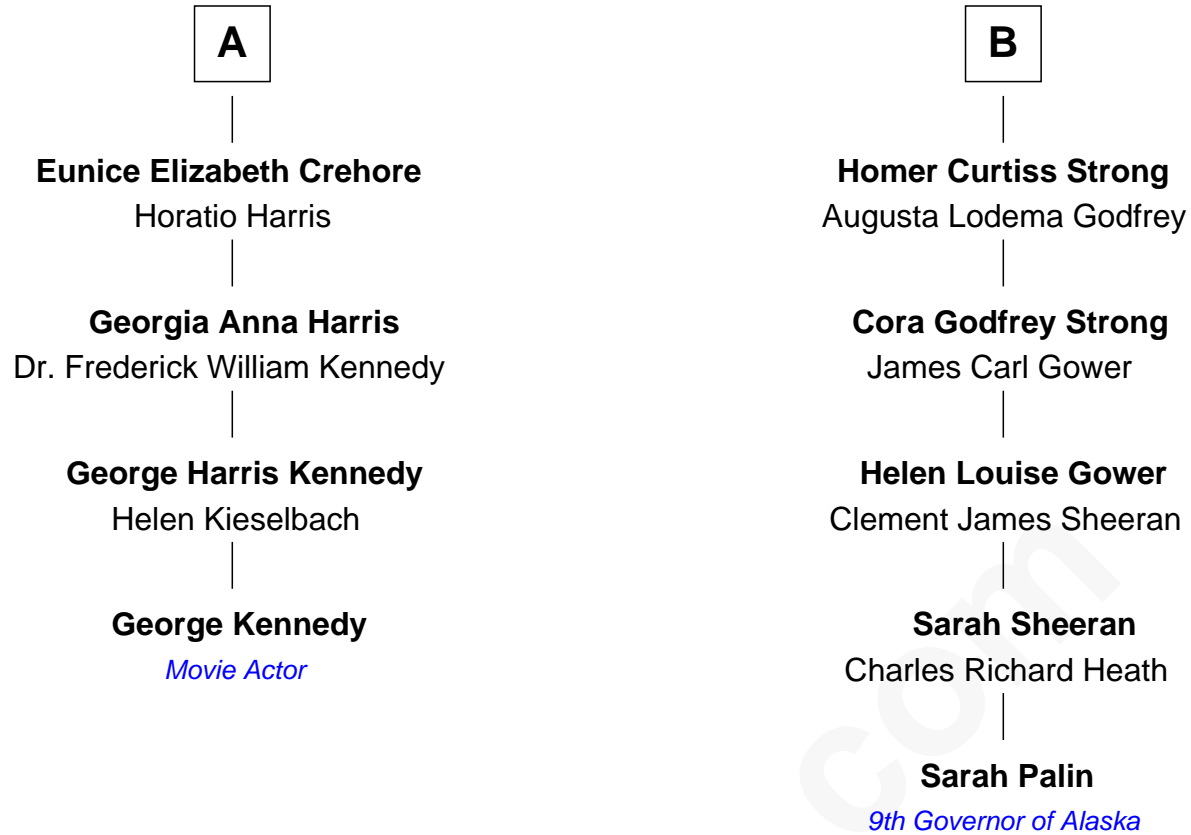 A
Eunice Elizabeth Crehore
Horatio Harris
Georgia Anna Harris
Dr. Frederick William Kennedy
George Harris Kennedy
Helen Kieselbach
George Kennedy
Movie Actor
B
Homer Curtiss Strong
Augusta Lodema Godfrey
Cora Godfrey Strong
James Carl Gower
Helen Louise Gower
Clement James Sheeran
Sarah Sheeran
Charles Richard Heath
Sarah Palin
9th Governor of Alaska
com